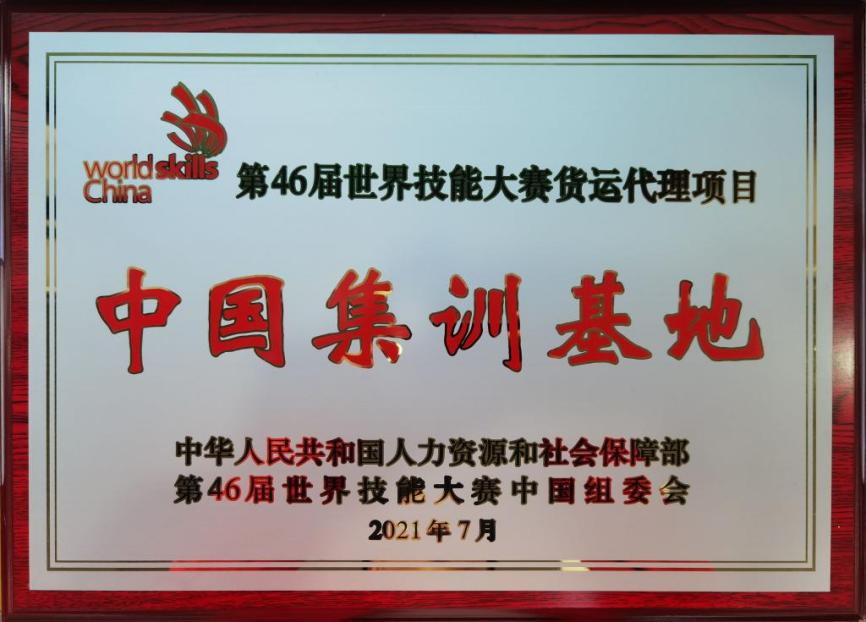 worldskills
China
第46届世界技能大赛货运代理项目
中国集训基地
中华人民共和国人力资源和社会保障部
第46届世界技能大赛中国组委会
2021年7月